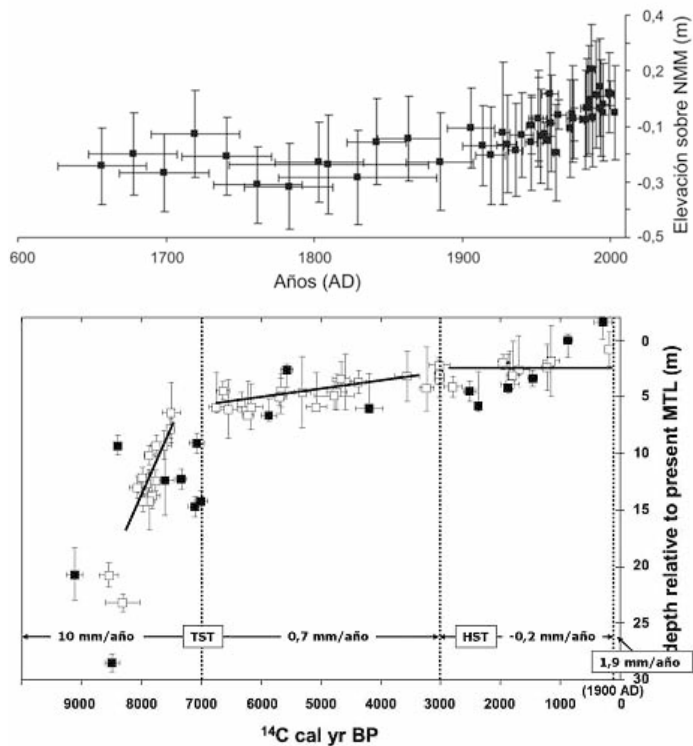 0,4
0,2
-0,1
-0,3
-0,5
Elevación sobre NMM (m)
600 1700 1800 1900 2000
Años (AD)
0
5
10
15
20
25
30
depth relative to present MTL (m)
10 mm/año TST 0,7 mm/año HST -0,2 mm/año
1,9 mm/año
(1900 AD)
9000 8000 7000 6000 5000 4000 3000 2000 1000 0
14C cal yr BP